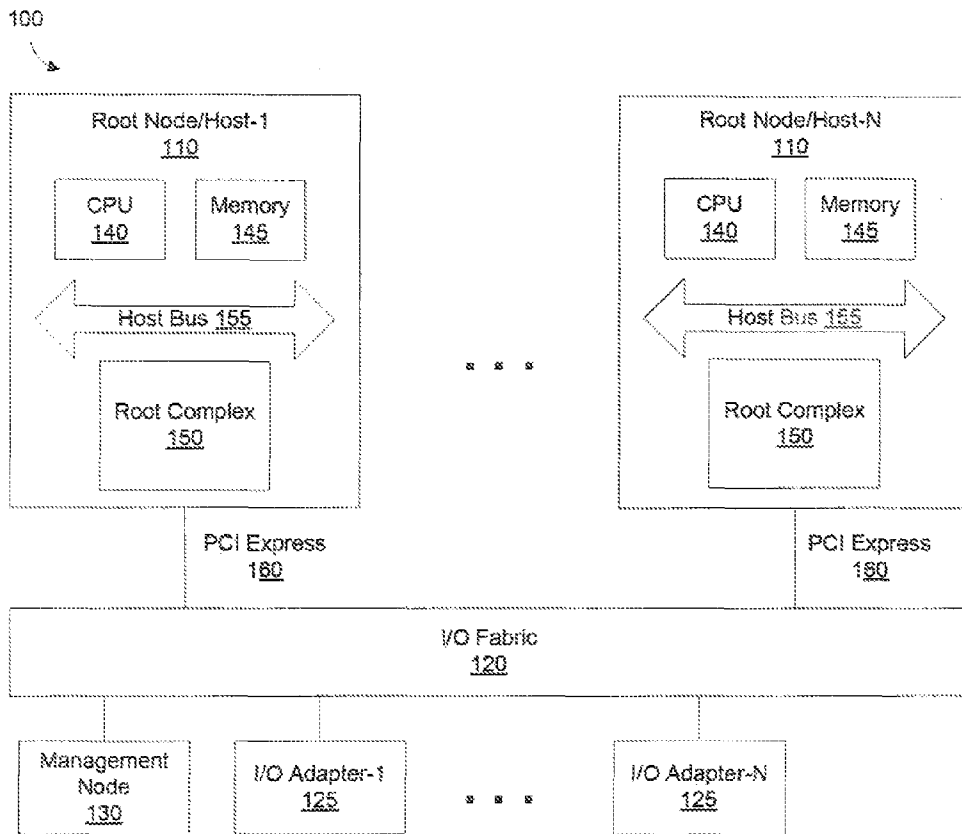 100
Root Node/Host-1
110
Root Node/Host-N
110
CPU
140
Memory
145
CPU
140
Memory
145
Host Bus 155
Host Bus 155
Root Complex
150
Root Complex
150
PCI Express
160
PCI Express
160
I/O Fabric
120
Management
Node
130
I/O Adapter-1
125
I/O Adapter-N
125